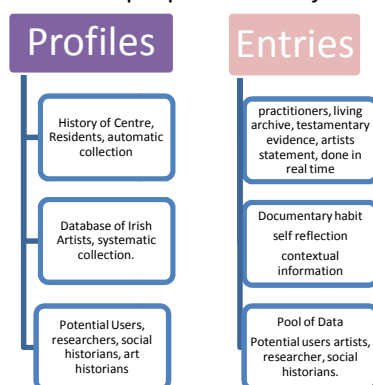 Profiles
History of Centre,
Residents, automatic
collection
Database of Irish
Artists, systematic
collection.
Potential Users,
researchers, social
historians, art
historians
Entries
practitioners, living
archive, testamentary
evidence, artists
statement, done in
real time
Documentary habit
self reflection
contextual
information
Pool of Data
Potential users artists,
researcher, social
historians.